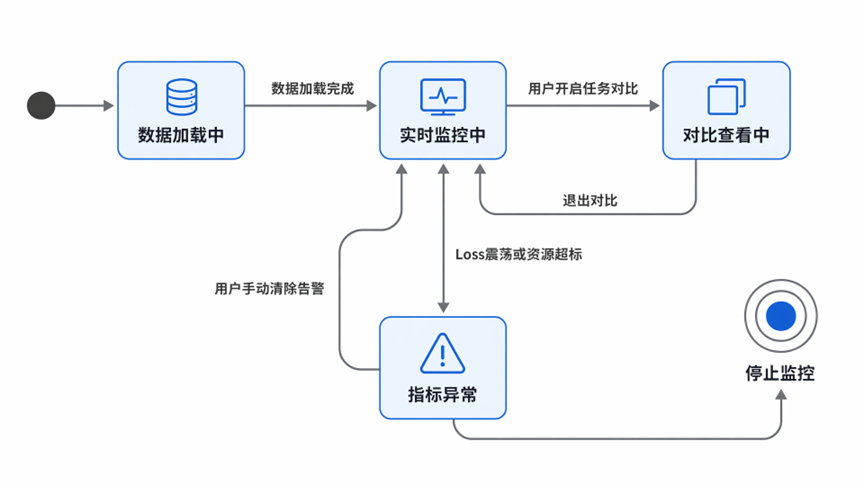 数据加载中
数据加载完成
实时监控中
用户开启任务对比
对比查看中
退出对比
Loss震荡或资源超标
用户手动清除告警
指标异常
停止监控